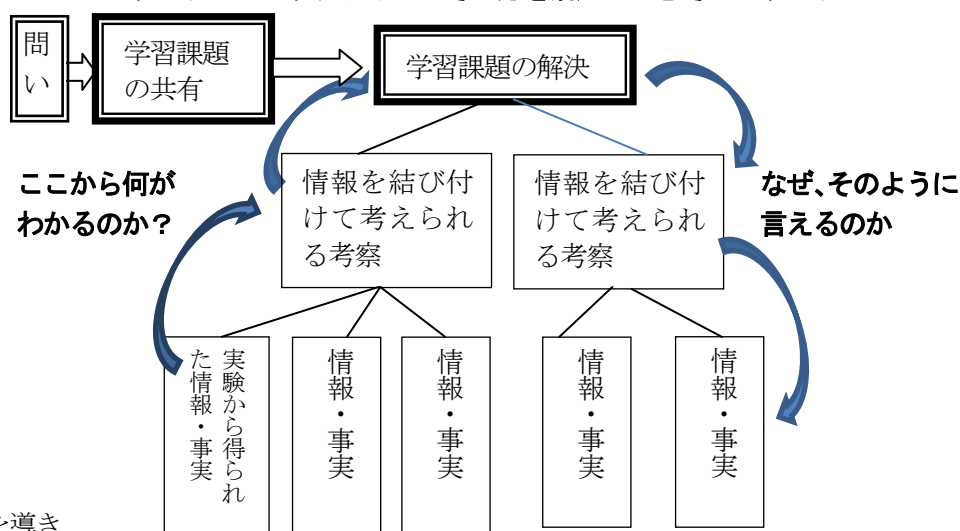 問い
学習課題
の共有
学習課題の解決
ここから何が
わかるのか?
情報を結び付
けて考えられ
る考察
情報を結び付
けて考えられ
る考察
なぜ、そのように
言えるのか
実験から得られ
た情報・事実
情報・事実
情報・事実
情報・事実
情報・事実
を導き